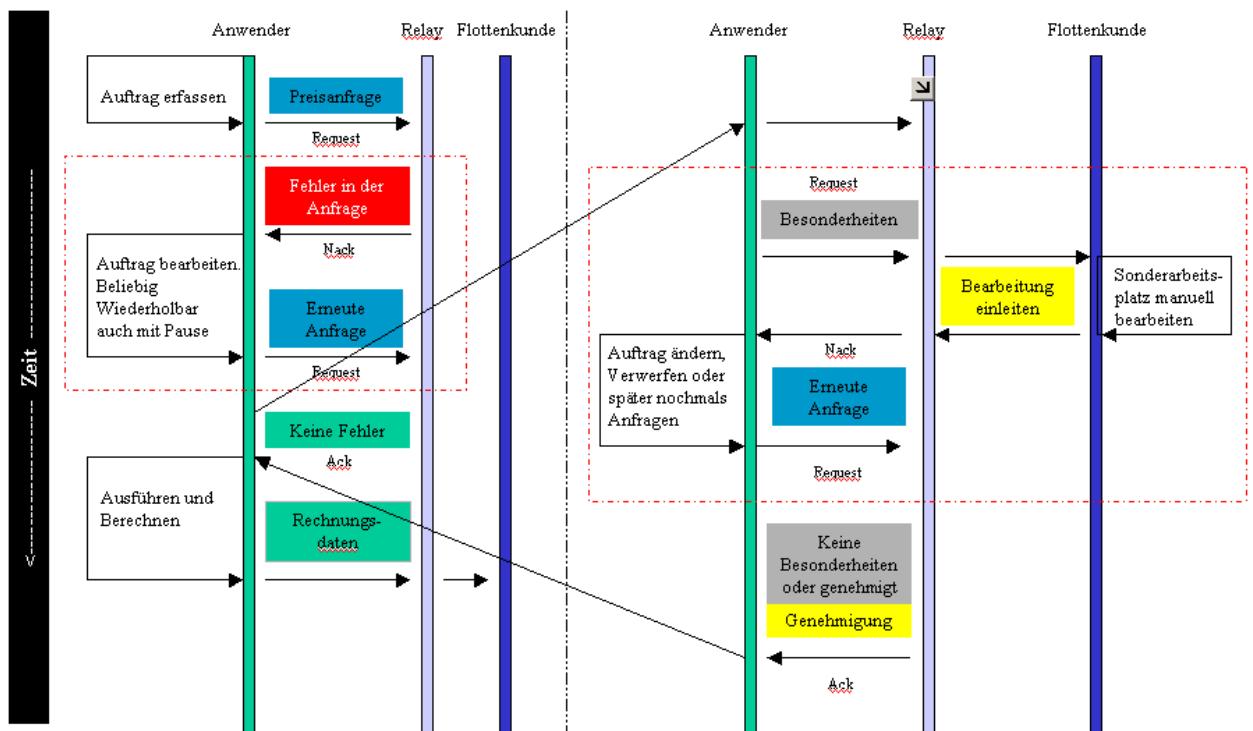 Anwender
Relay
Flottenkunde
Auftrag erfassen
Preisanfrage
Request
Fehler in der
Anfrage
Nack
Auftrag bearbeiten.
Beliebig
Wiederholbar
auch mit Pause
Erneute
Anfrage
Request
Keine Fehler
Ack
Ausführen und
Berechnen
Rechnungs-
daten
<---------------- Zeit ----------------
Anwender
Relay
Flottenkunde
Request
Besonderheiten
Bearbeitung
einleiten
Sonderarbeits-
platz manuell
bearbeiten
Nack
Auftrag ändern,
Verwerfen oder
später nochmals
Anfragen
Erneute
Anfrage
Request
Keine
Besonderheiten
oder genehmigt
Genehmigung
Ack